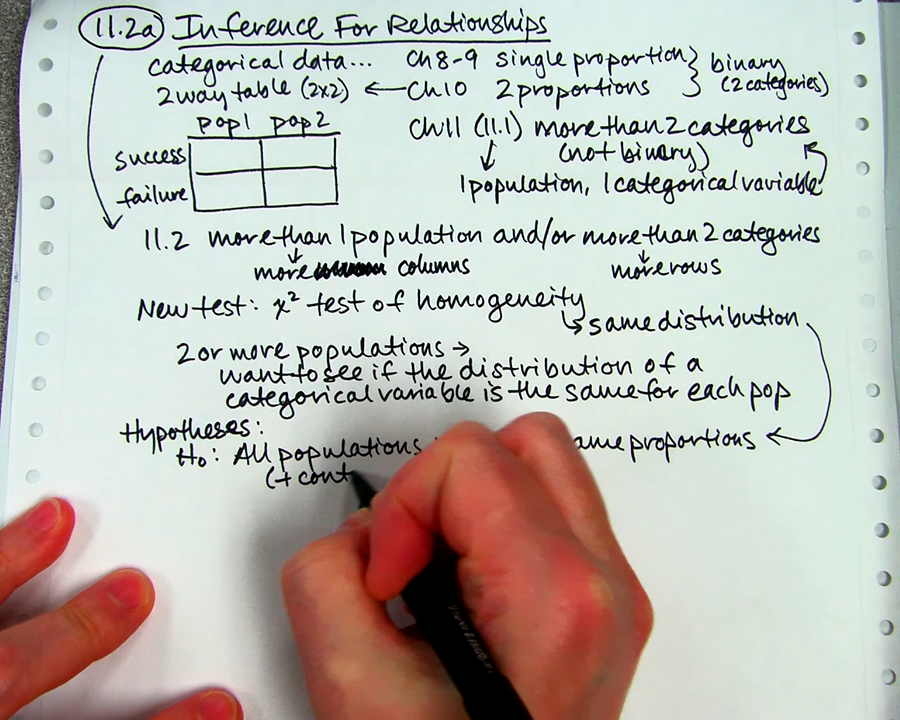 11.2a Inference For Relationships
categorical data... Ch 8-9 single proportion } binary
2way table (2x2) ← Ch10 2 proportions (2 categories)
pop1 pop2
Ch11 (11.1) more than 2 categories
success
(not binary)
failure
1 population, 1 categorical variable
11.2 more than 1 population and/or more than 2 categories
more columns
more rows
New test: χ² test of homogeneity
↳ same distribution
2 or more populations →
want to see if the distribution of a
categorical variable is the same for each pop
Hypotheses:
H₀: All populations ame proportions
(+ cont